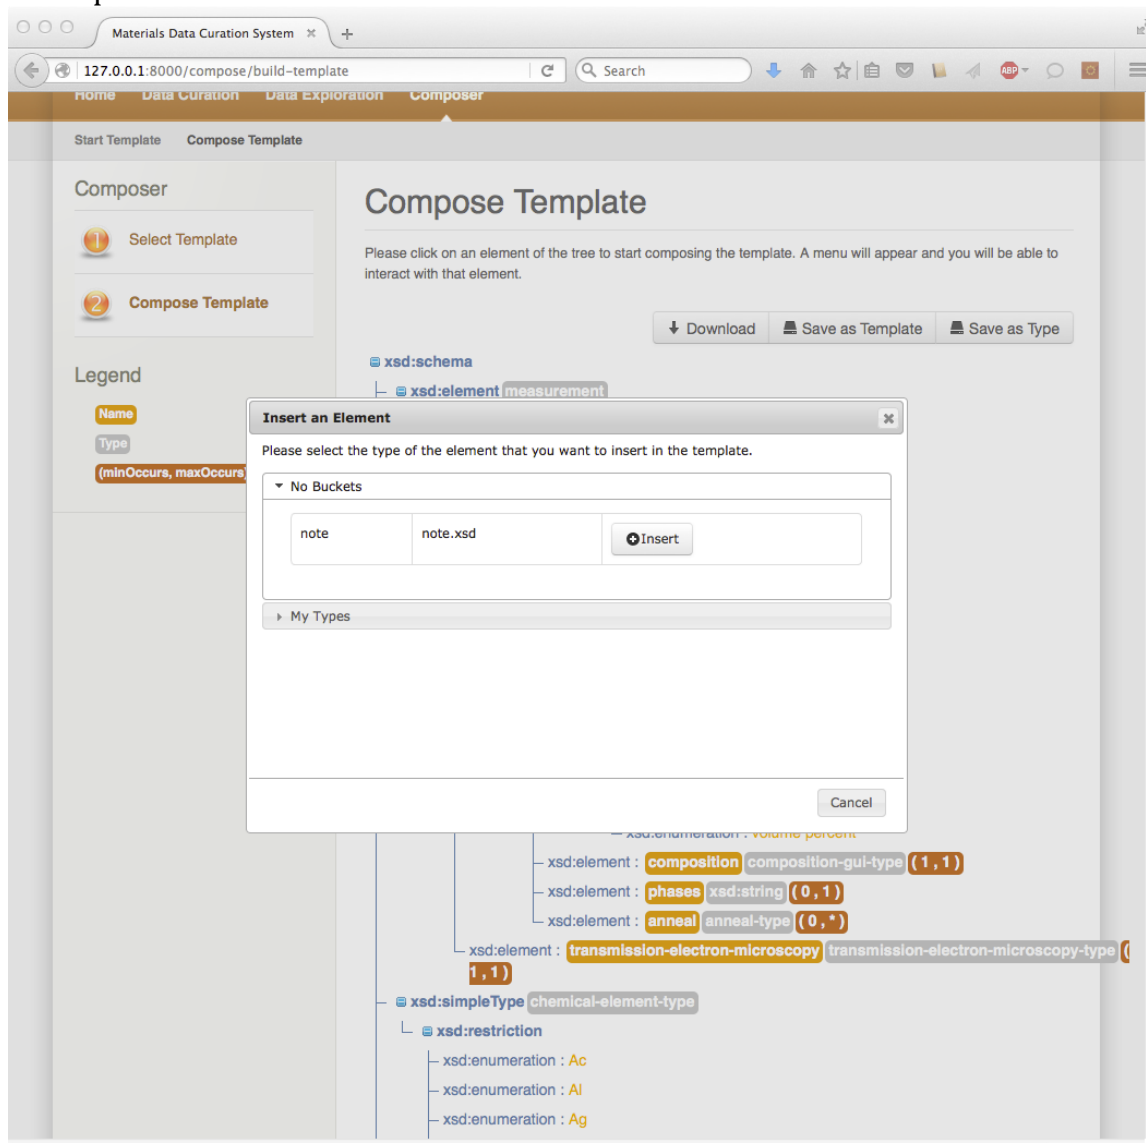 Materials Data Curation System
127.0.0.1:8000/compose/build-template
Search
ABP
Home Data Curation Data Exploration Composer
Start Template Compose Template
Composer
1 Select Template
2 Compose Template
Legend
Name
Type
(minOccurs, maxOccurs)
Compose Template
Please click on an element of the tree to start composing the template. A menu will appear and you will be able to
interact with that element.
Download Save as Template Save as Type
xsd:schema
xsd:element measurement
Insert an Element
Please select the type of the element that you want to insert in the template.
No Buckets
note note.xsd Insert
My Types
Cancel
xsd:enumeration : volume percent
xsd:element : composition composition-gui-type ( 1 , 1 )
xsd:element : phases xsd:string ( 0 , 1 )
xsd:element : anneal anneal-type ( 0 , * )
xsd:element : transmission-electron-microscopy transmission-electron-microscopy-type (
1 , 1 )
xsd:simpleType chemical-element-type
xsd:restriction
xsd:enumeration : Ac
xsd:enumeration : Al
xsd:enumeration : Ag